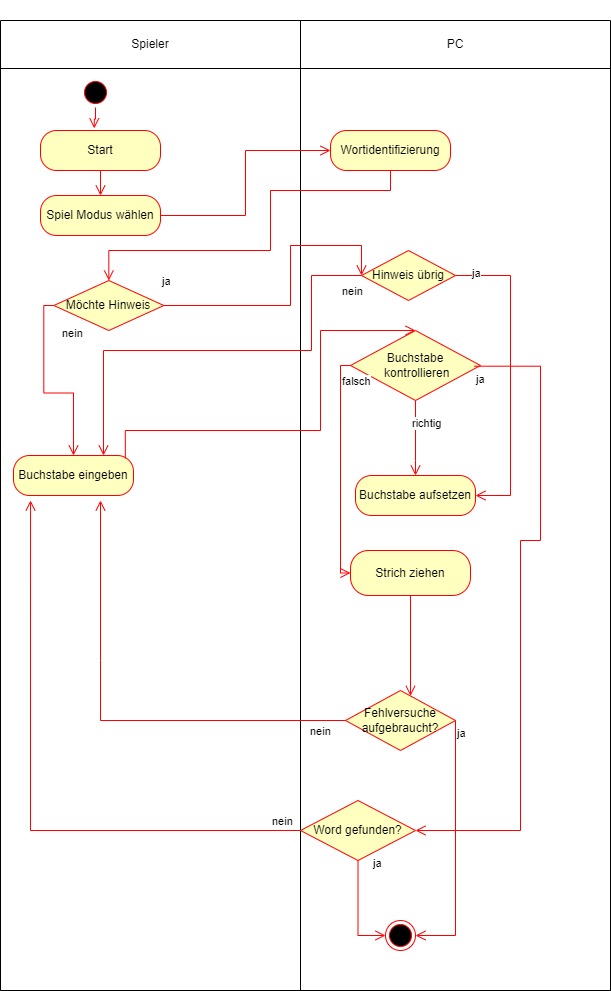 Spieler
PC
Start
Wortidentifizierung
Spiel Modus wählen
Hinweis übrig
ja
ja
nein
Möchte Hinweis
nein
Buchstabe
kontrollieren
falsch
ja
richtig
Buchstabe eingeben
Buchstabe aufsetzen
Strich ziehen
Fehlversuche
aufgebraucht?
nein
ja
nein
Word gefunden?
ja